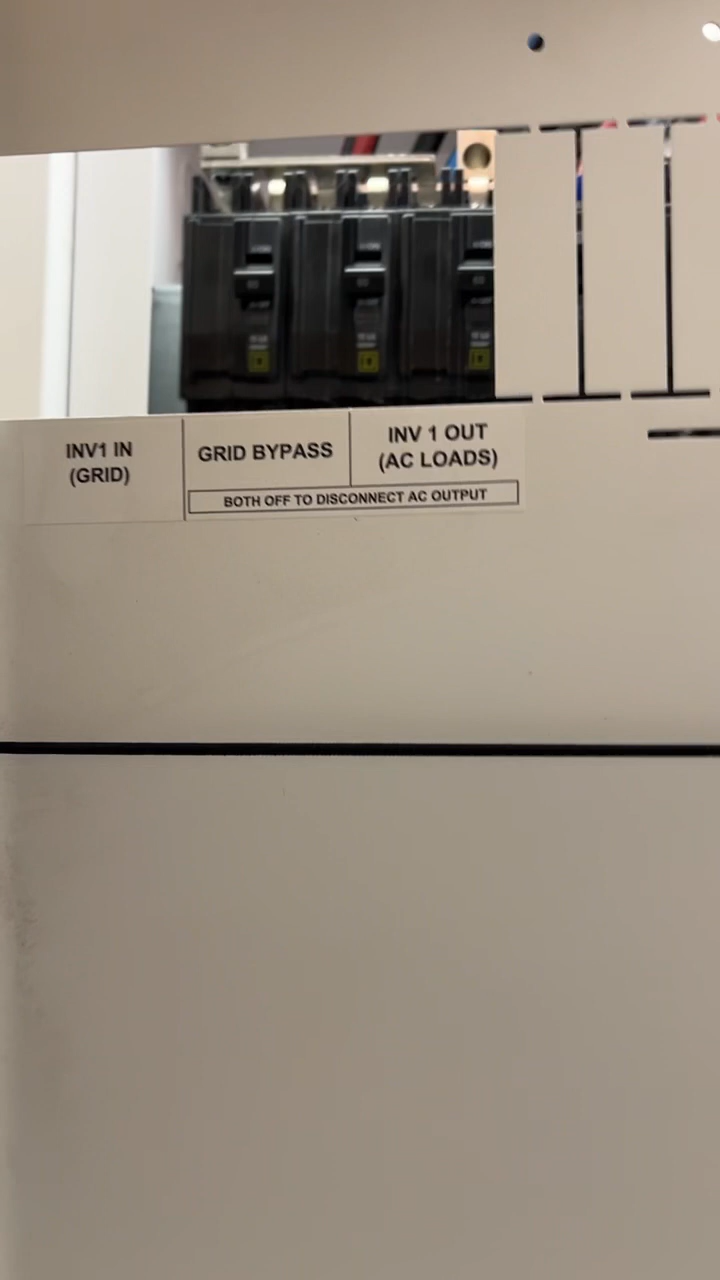 INV1 IN
(GRID)
GRID BYPASS
INV 1 OUT
(AC LOADS)
BOTH OFF TO DISCONNECT AC OUTPUT